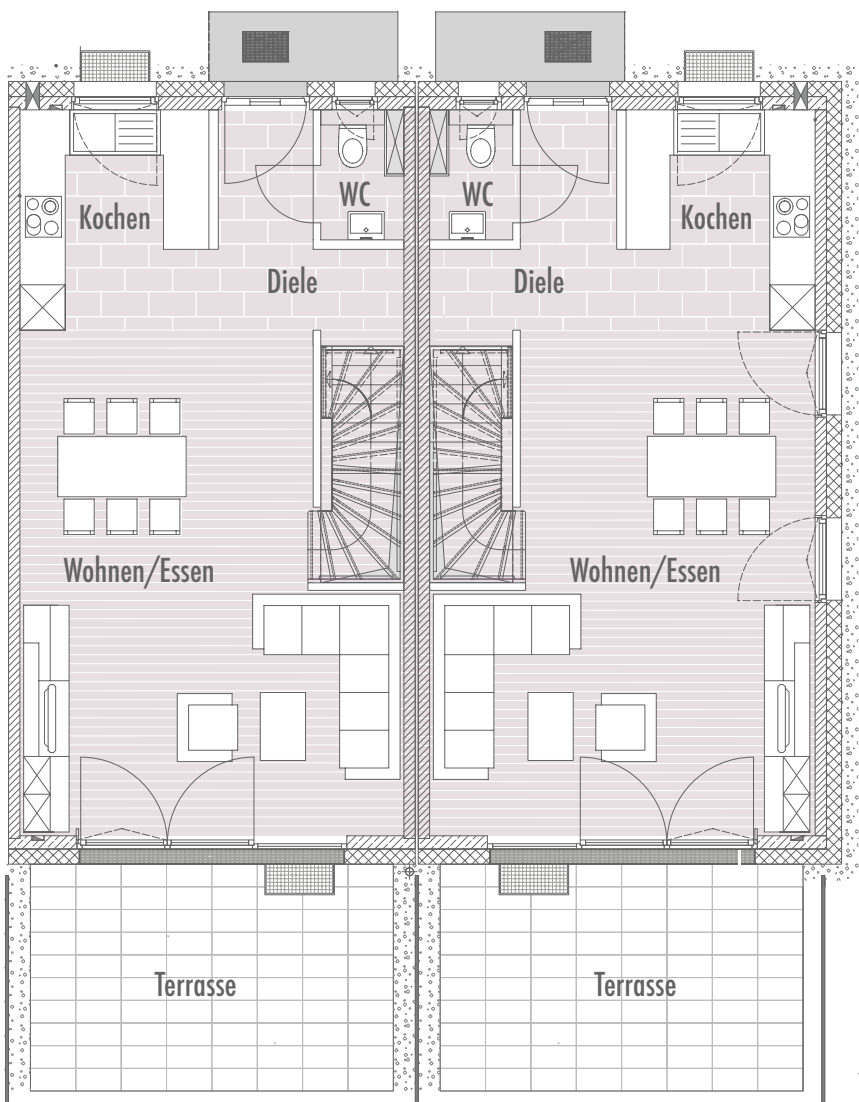 WC
WC
Kochen
Kochen
Diele
Diele
Wohnen/Essen
Wohnen/Essen
Terrasse
Terrasse